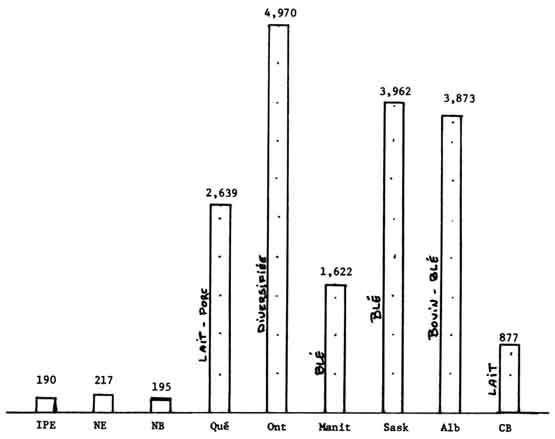 4,970
3,962
3,873
2,639
1,622
877
190
217
195
LAIT - PORC
DIVERSIFIÉE
BLÉ
BLÉ
BOVIN - BLÉ
LAIT
IPE NE NB Qué Ont Manit Sask Alb CB